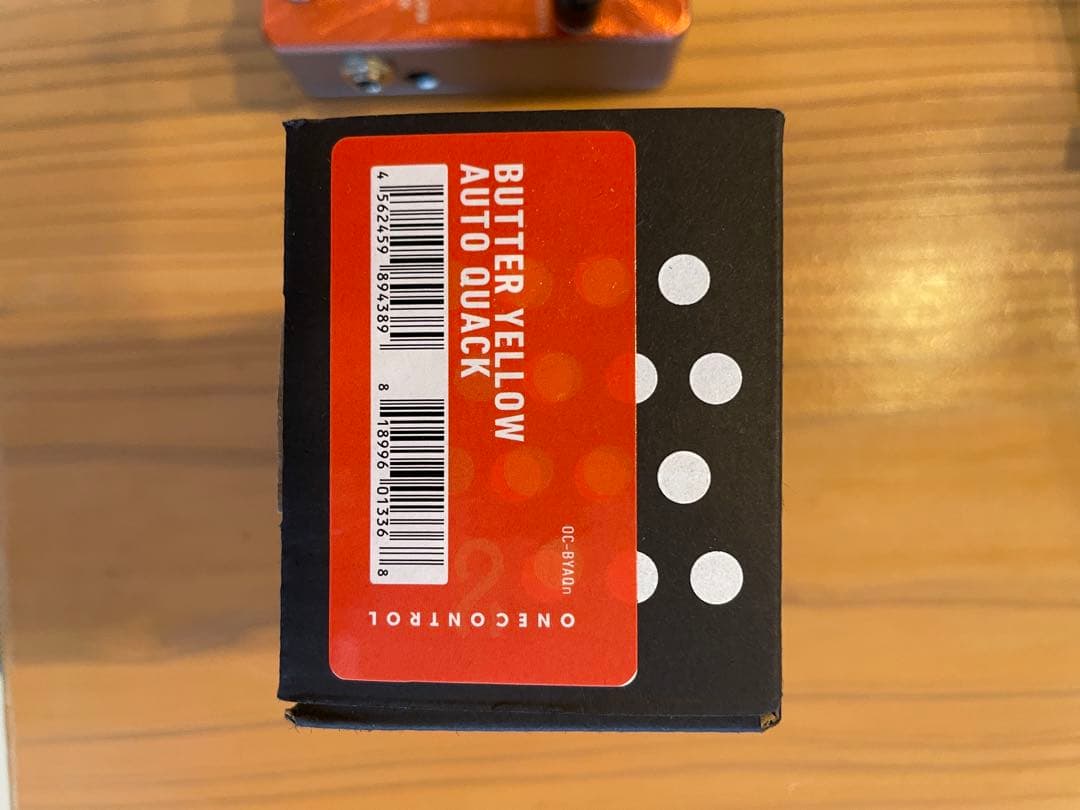 BUTTER YELLOW
AUTO QUACK
4 562459 894389
8 18996 01336 8
OC-BYAQn
ONECONTROL